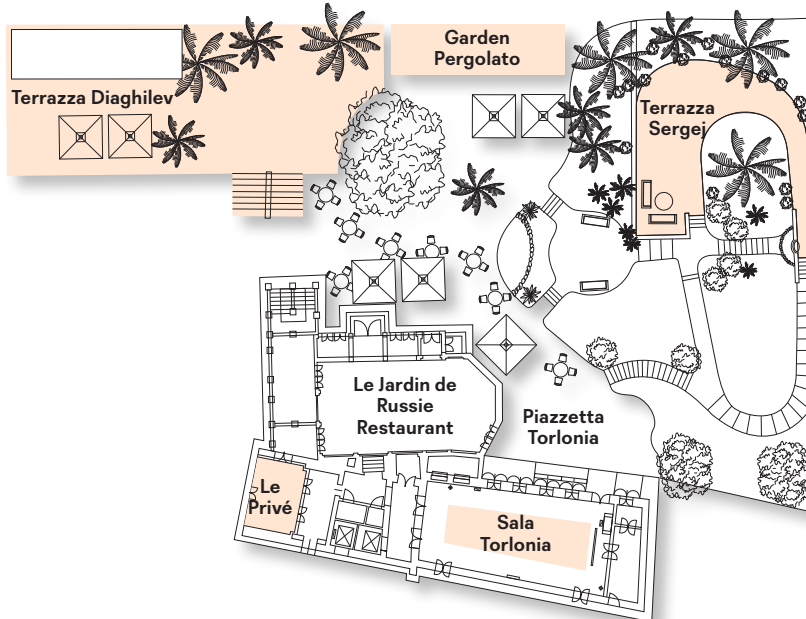 Garden
Pergolato
Terrazza Diaghilev
Terrazza
Sergej
Le Jardin de
Russie
Restaurant
Piazzetta
Torlonia
Le
Privé
Sala
Torlonia